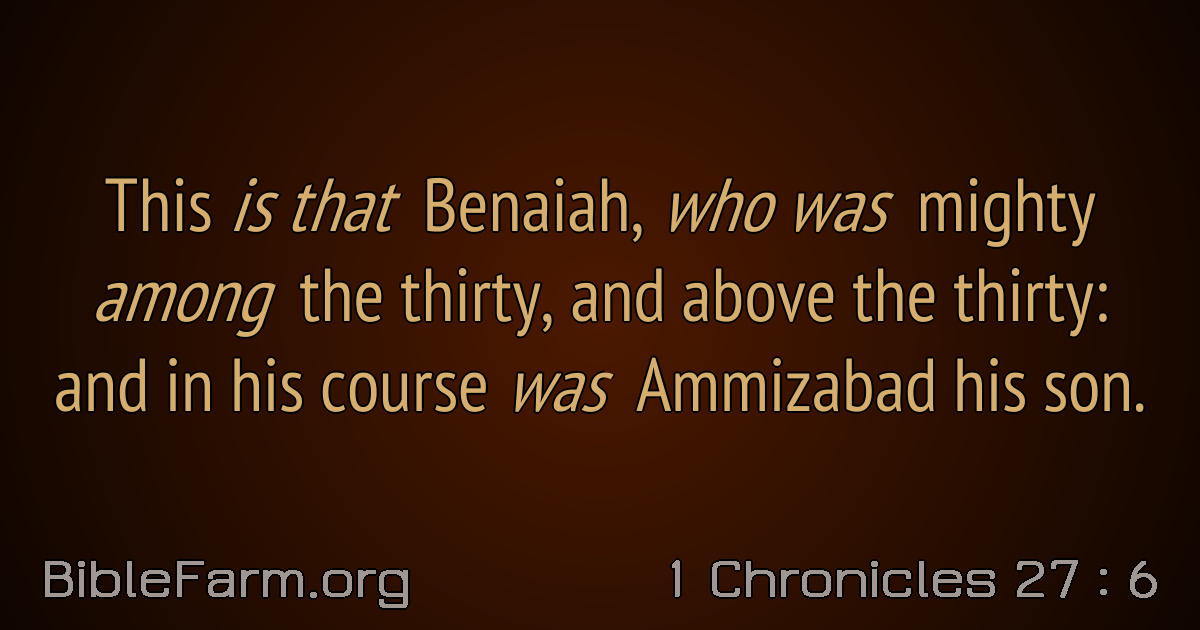 This is that Benaiah, who was mighty
among the thirty, and above the thirty:
and in his course was Ammizabad his son.
BibleFarm.org
1 Chronicles 27 : 6